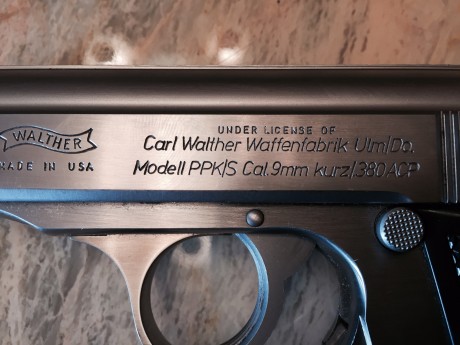 WALTHER
MADE IN USA
UNDER LICENSE OF
Carl Walther Waffenfabrik Ulm/Do.
Modell PPK/S Cal. 9mm kurz/.380 ACP